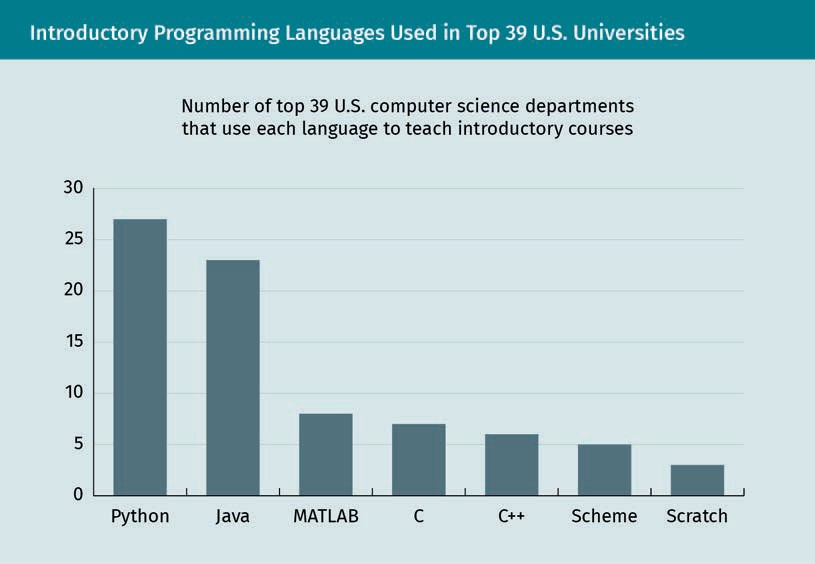 Introductory Programming Languages Used in Top 39 U.S. Universities
Number of top 39 U.S. computer science departments
that use each language to teach introductory courses
30
25
20
15
10
5
0
Python Java MATLAB C C++ Scheme Scratch